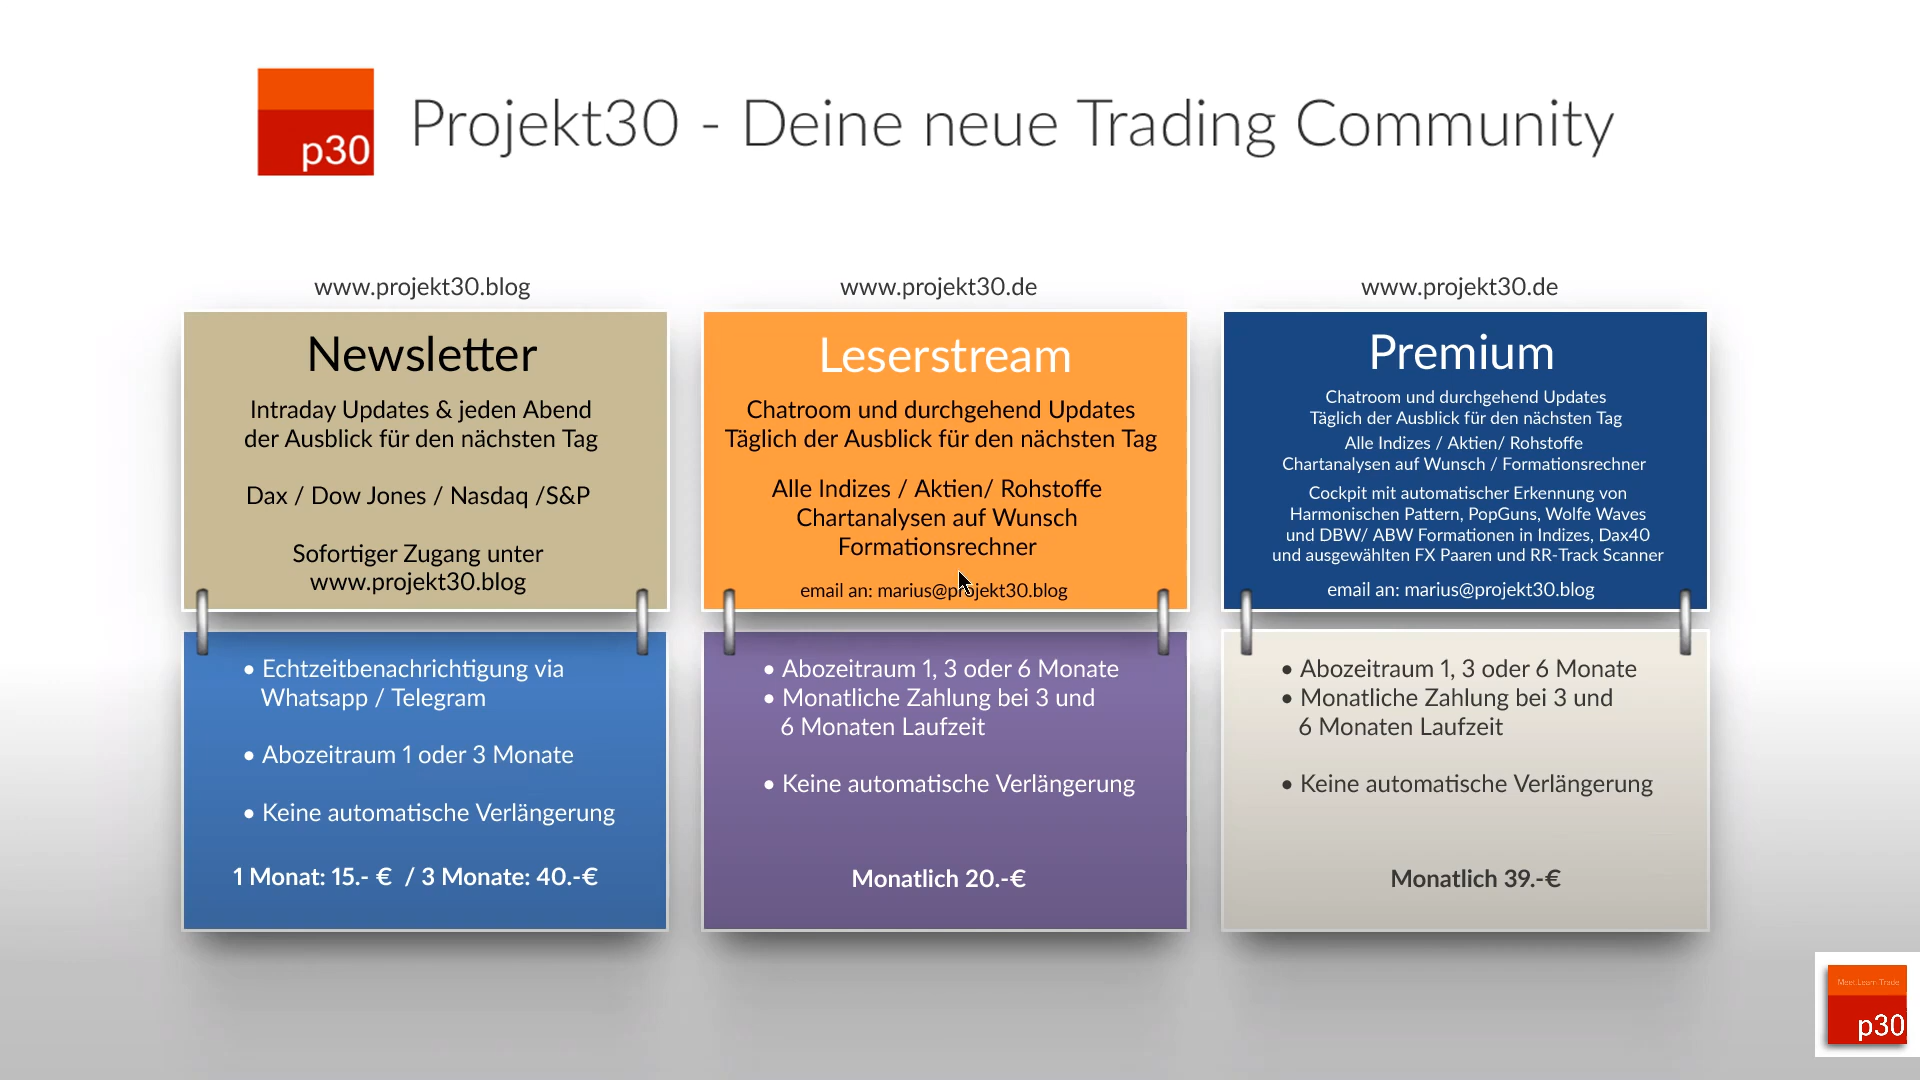 p30
Projekt30 - Deine neue Trading Community
www.projekt30.blog
Newsletter
Intraday Updates & jeden Abend
der Ausblick für den nächsten Tag
Dax / Dow Jones / Nasdaq /S&P
Sofortiger Zugang unter
www.projekt30.blog
• Echtzeitbenachrichtigung via
Whatsapp / Telegram
• Abozeitraum 1 oder 3 Monate
• Keine automatische Verlängerung
1 Monat: 15.- € / 3 Monate: 40.-€
www.projekt30.de
Leserstream
Chatroom und durchgehend Updates
Täglich der Ausblick für den nächsten Tag
Alle Indizes / Aktien/ Rohstoffe
Chartanalysen auf Wunsch
Formationsrechner
email an: marius@projekt30.blog
• Abozeitraum 1, 3 oder 6 Monate
• Monatliche Zahlung bei 3 und
6 Monaten Laufzeit
• Keine automatische Verlängerung
Monatlich 20.-€
www.projekt30.de
Premium
Chatroom und durchgehend Updates
Täglich der Ausblick für den nächsten Tag
Alle Indizes / Aktien/ Rohstoffe
Chartanalysen auf Wunsch / Formationsrechner
Cockpit mit automatischer Erkennung von
Harmonischen Pattern, PopGuns, Wolfe Waves
und DBW/ ABW Formationen in Indizes, Dax40
und ausgewählten FX Paaren und RR-Track Scanner
email an: marius@projekt30.blog
• Abozeitraum 1, 3 oder 6 Monate
• Monatliche Zahlung bei 3 und
6 Monaten Laufzeit
• Keine automatische Verlängerung
Monatlich 39.-€
Meet Learn Trade
p30